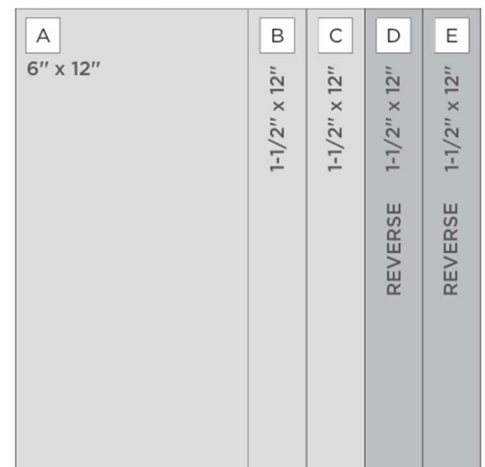 A
6" x 12"
B
1-1/2" x 12"
C
1-1/2" x 12"
D
1-1/2" x 12"
REVERSE
E
1-1/2" x 12"
REVERSE